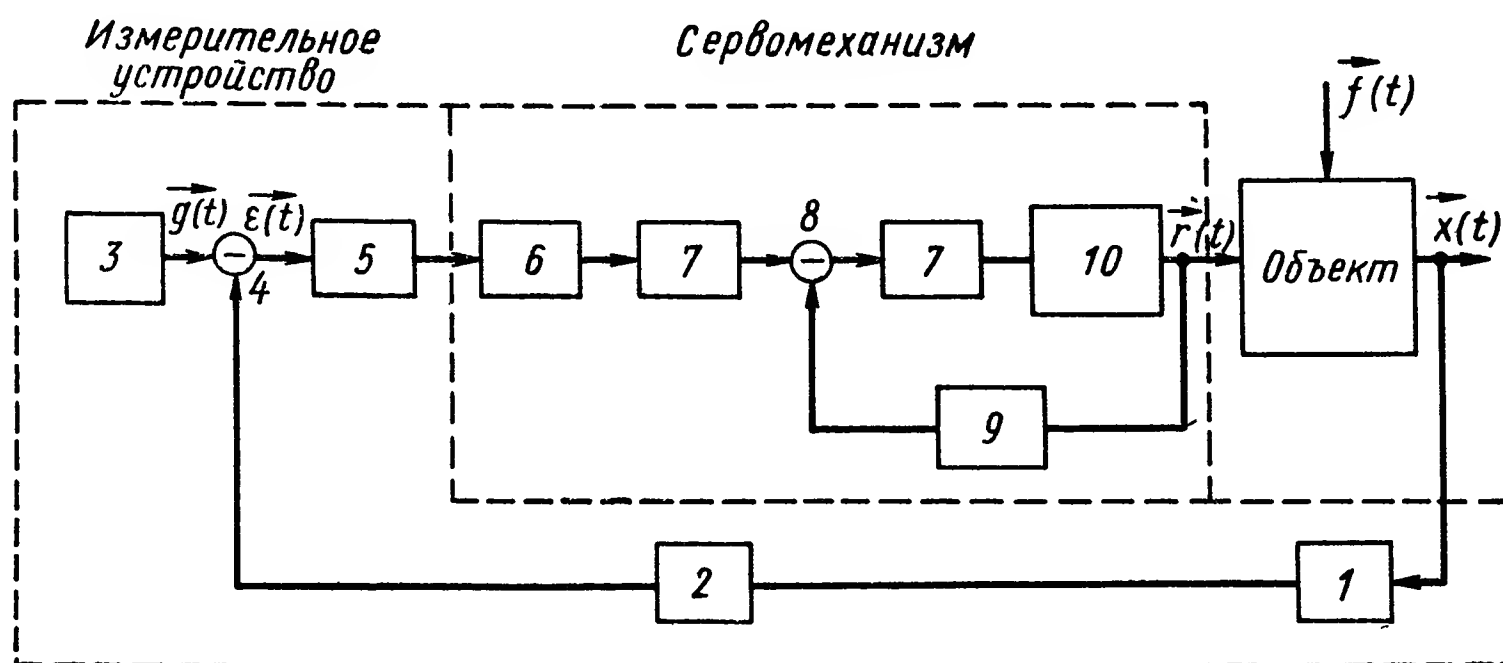 Измерительное
устройство
Сервомеханизм
f(t)
g(t)
ε(t)
8
r(t)
x(t)
3
4
5
6
7
7
10
Объект
9
2
1